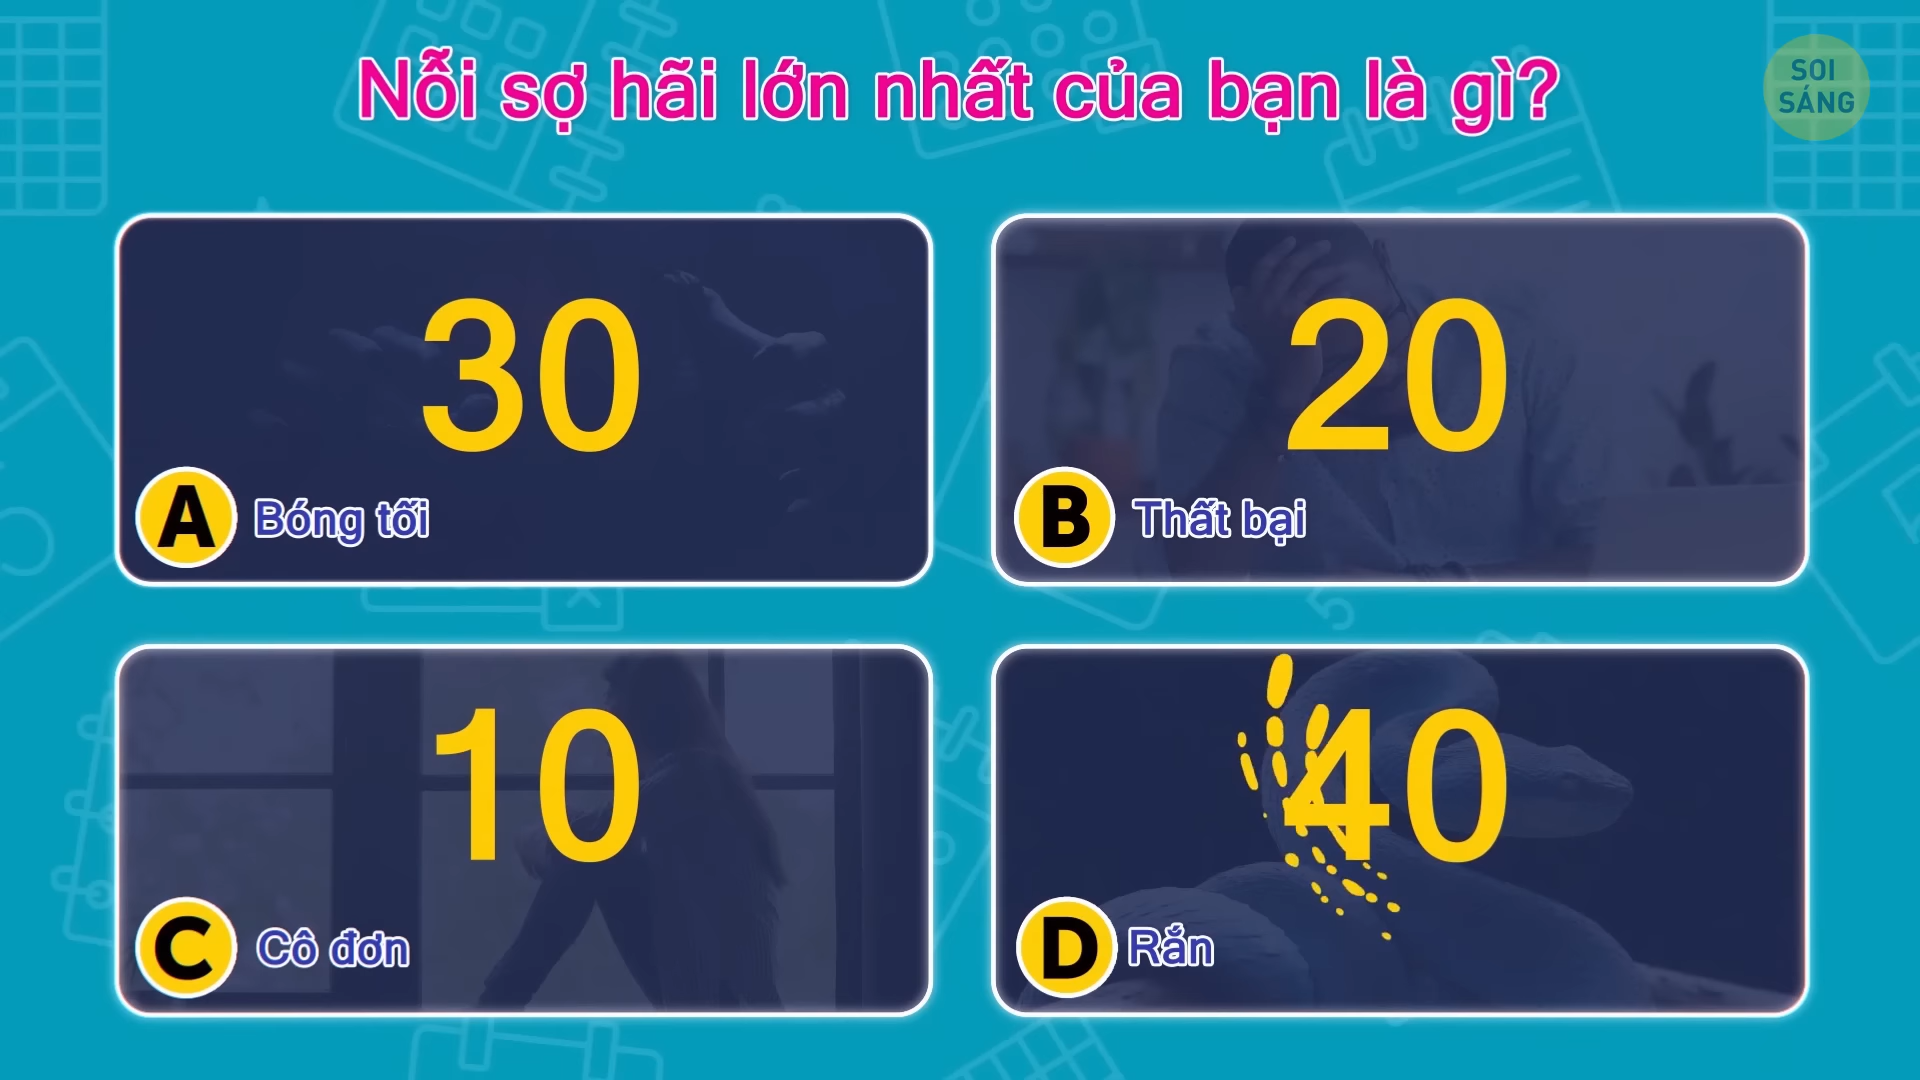 Nỗi sợ hãi lớn nhất của bạn là gì?
SOI
SÁNG
30
A Bóng tối
20
B Thất bại
10
C Cô đơn
40
D Rắn